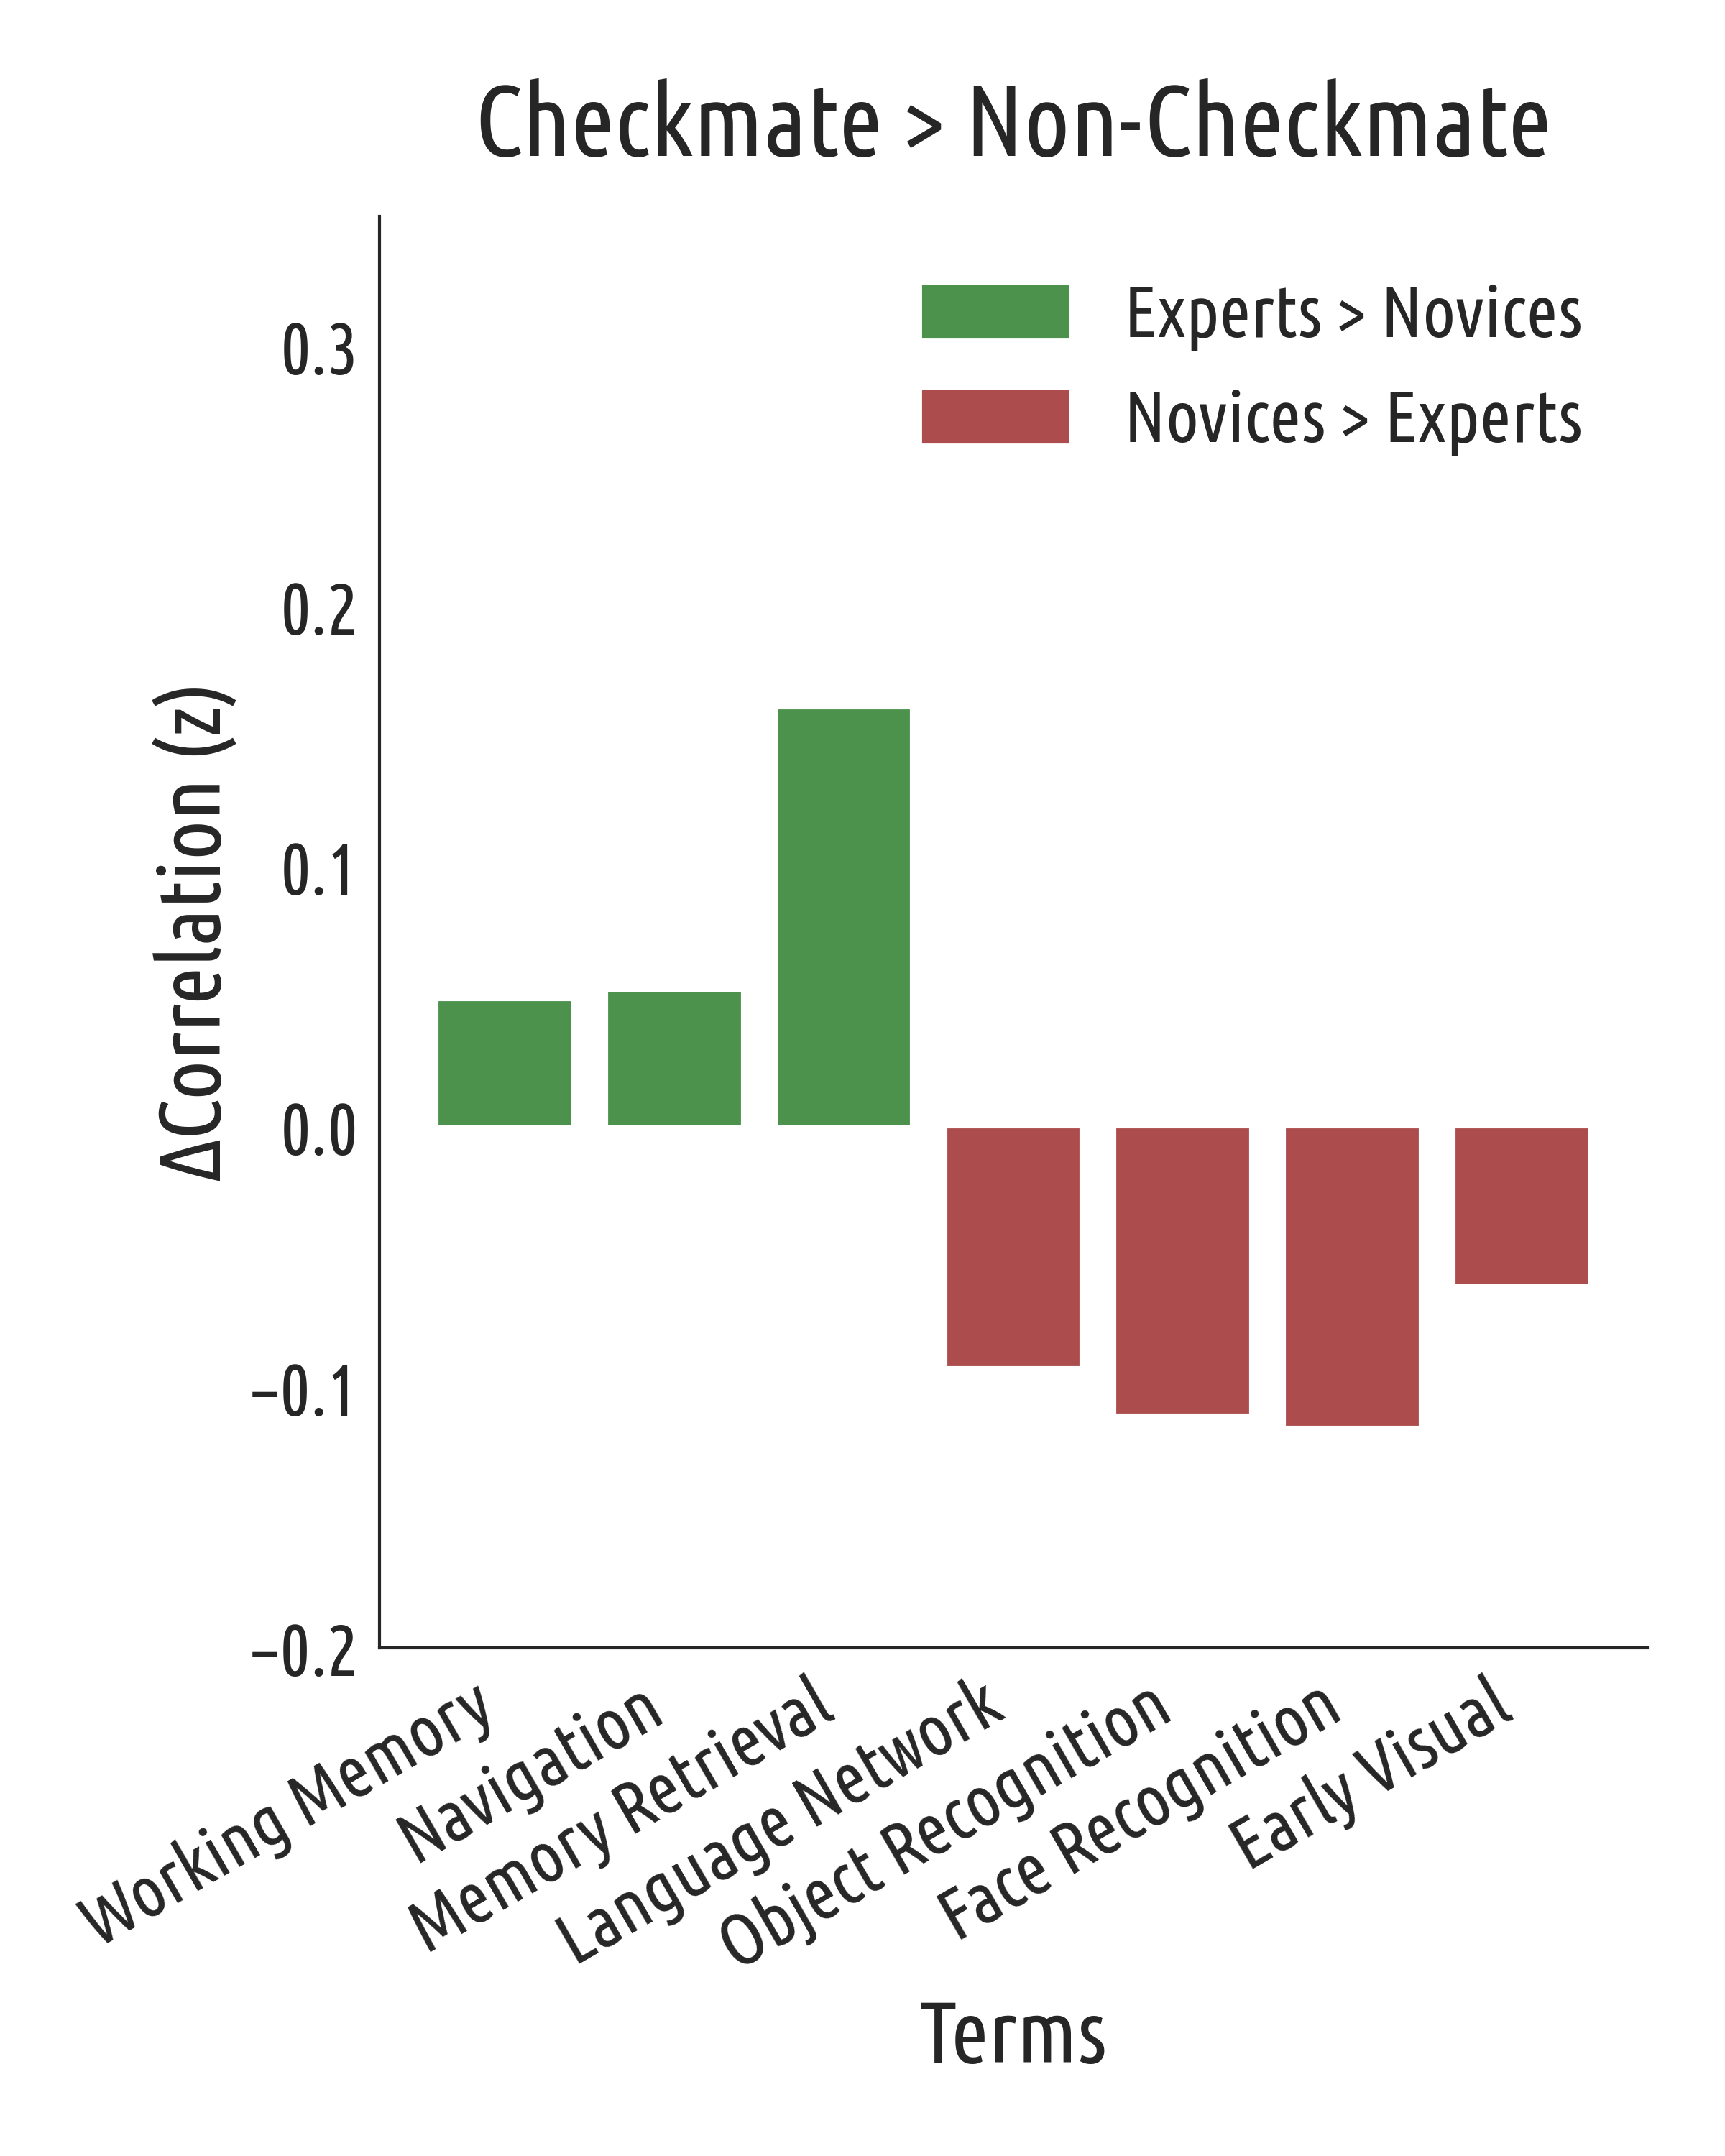 Checkmate > Non-Checkmate
Experts > Novices
Novices > Experts
ΔCorrelation (z)
0.3
0.2
0.1
0.0
−0.1
−0.2
Working Memory
Navigation
Memory Retrieval
Language Network
Object Recognition
Face Recognition
Early Visual
Terms